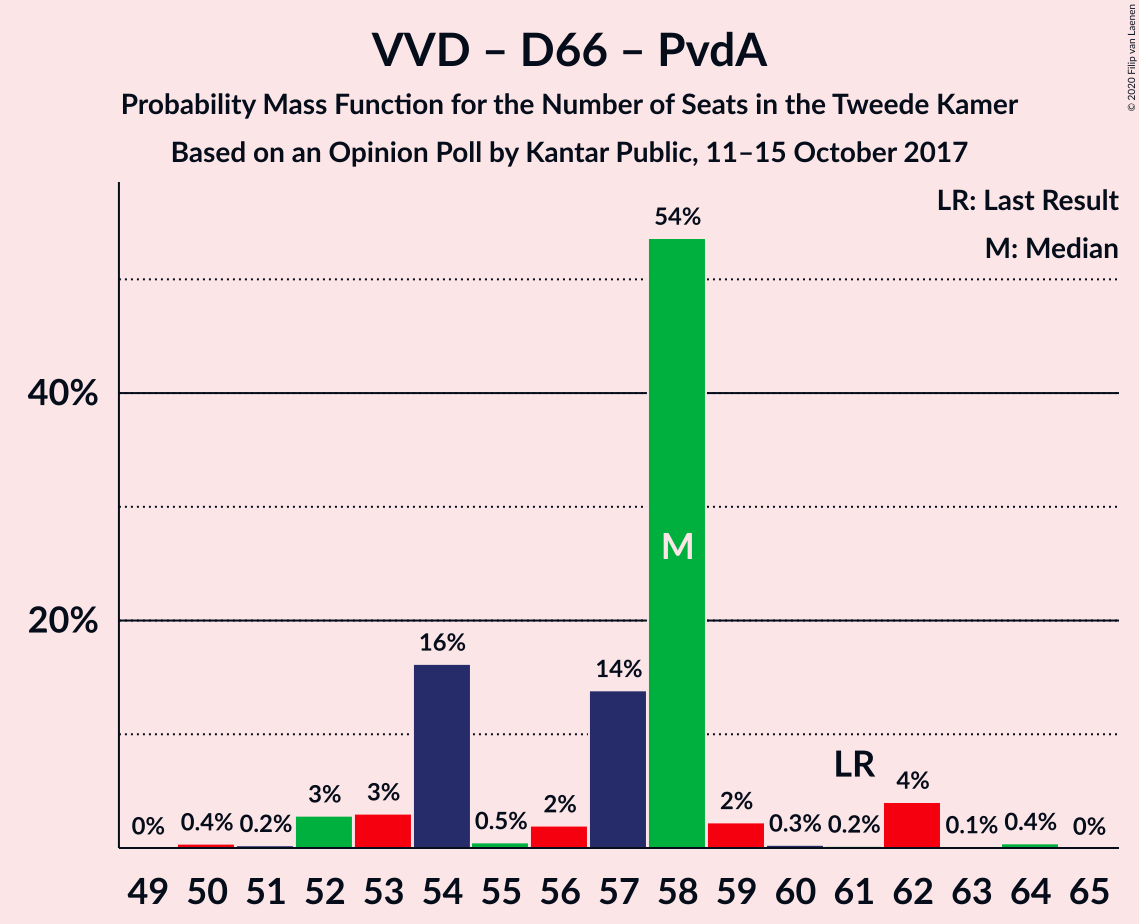 VVD – D66 – PvdA
Probability Mass Function for the Number of Seats in the Tweede Kamer
Based on an Opinion Poll by Kantar Public, 11–15 October 2017
© 2020 Filip van Laenen
LR: Last Result
M: Median
54%
40%
M
20%
16%
14%
LR
3%
3%
2%
2%
4%
0%
0.4%
0.2%
0.5%
0.3%
0.2%
0.1%
0.4%
0%
49 50 51 52 53 54 55 56 57 58 59 60 61 62 63 64 65